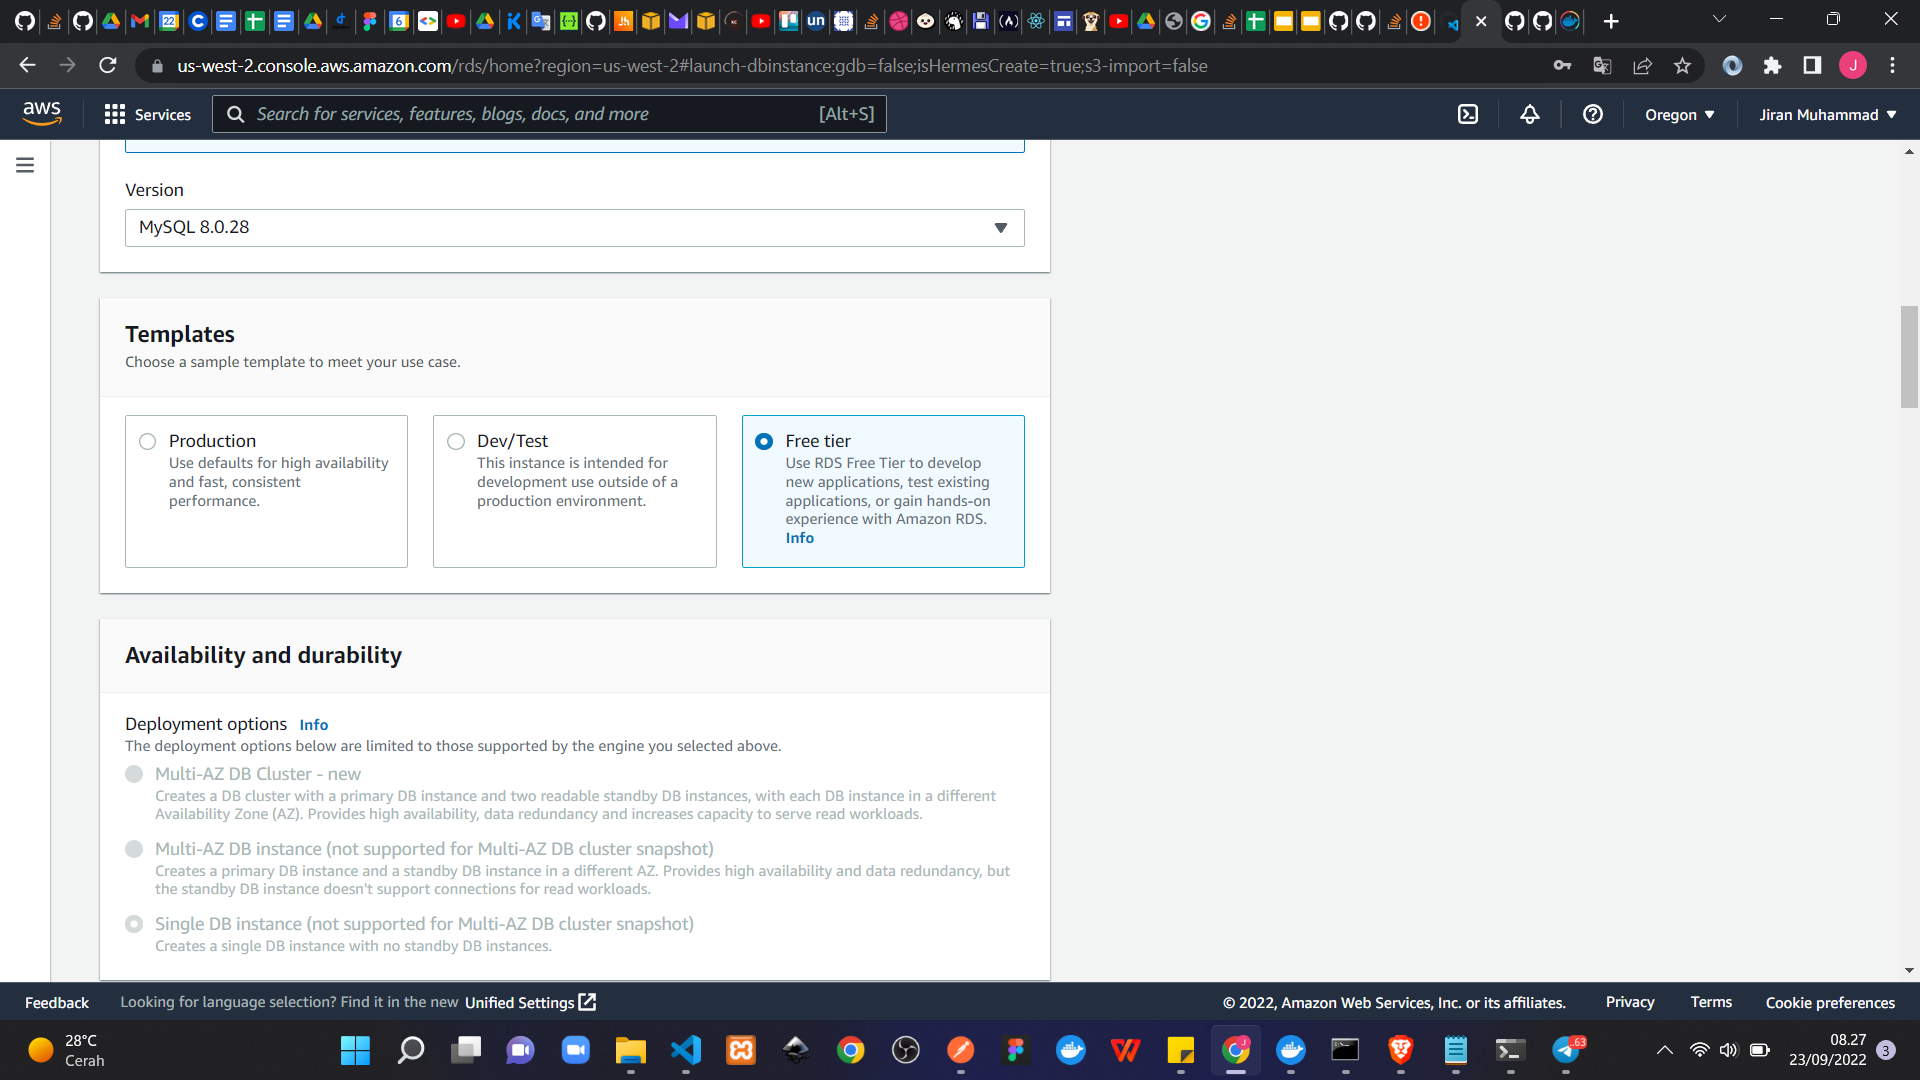 us-west-2.console.aws.amazon.com/rds/home?region=us-west-2#launch-dbinstance:gdb=false;isHermesCreate=true;s3-import=false
aws
Services
Search for services, features, blogs, docs, and more
[Alt+S]
Oregon
Jiran Muhammad
Version
MySQL 8.0.28
Templates
Choose a sample template to meet your use case.
Production
Use defaults for high availability
and fast, consistent
performance.
Dev/Test
This instance is intended for
development use outside of a
production environment.
Free tier
Use RDS Free Tier to develop
new applications, test existing
applications, or gain hands-on
experience with Amazon RDS.
Info
Availability and durability
Deployment options Info
The deployment options below are limited to those supported by the engine you selected above.
Multi-AZ DB Cluster - new
Creates a DB cluster with a primary DB instance and two readable standby DB instances, with each DB instance in a different
Availability Zone (AZ). Provides high availability, data redundancy and increases capacity to serve read workloads.
Multi-AZ DB instance (not supported for Multi-AZ DB cluster snapshot)
Creates a primary DB instance and a standby DB instance in a different AZ. Provides high availability and data redundancy, but
the standby DB instance doesn't support connections for read workloads.
Single DB instance (not supported for Multi-AZ DB cluster snapshot)
Creates a single DB instance with no standby DB instances.
Feedback
Looking for language selection? Find it in the new Unified Settings
© 2022, Amazon Web Services, Inc. or its affiliates.
Privacy
Terms
Cookie preferences
28°C
Cerah
08.27
23/09/2022
3